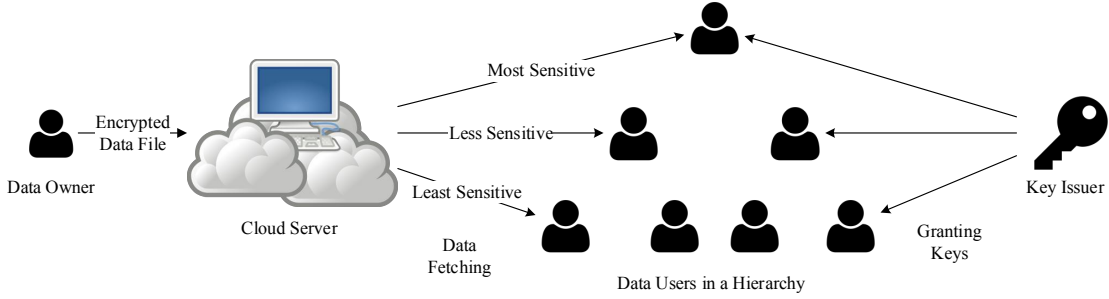 Encrypted
Data File
Data Owner
Cloud Server
Most Sensitive
Less Sensitive
Least Sensitive
Data
Fetching
Data Users in a Hierarchy
Granting
Keys
Key Issuer